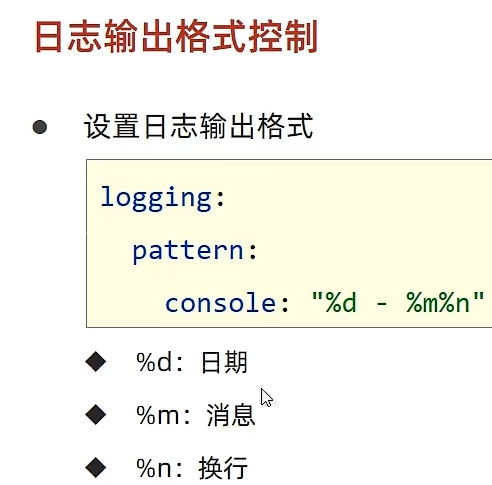 日志输出格式控制
● 设置日志输出格式
logging:
  pattern:
    console: "%d - %m%n"
◆ %d：日期
◆ %m：消息
◆ %n：换行